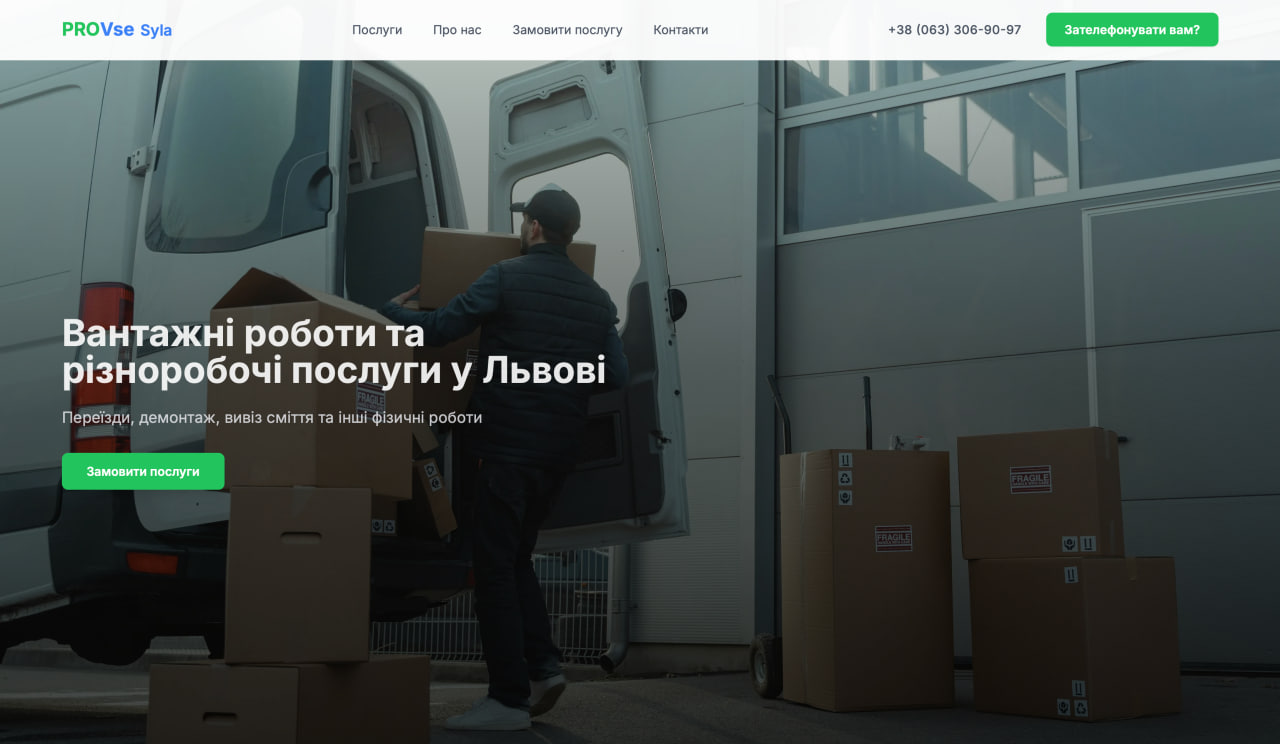 PROVse Syla
Послуги
Про нас
Замовити послугу
Контакти
+38 (063) 306-90-97
Зателефонувати вам?
Вантажні роботи та
різноробочі послуги у Львові
FRAGILE
Переїзди, демонтаж, вивіз сміття та інші фізичні роботи
Замовити послуги
FRAGILE
FRAGILE